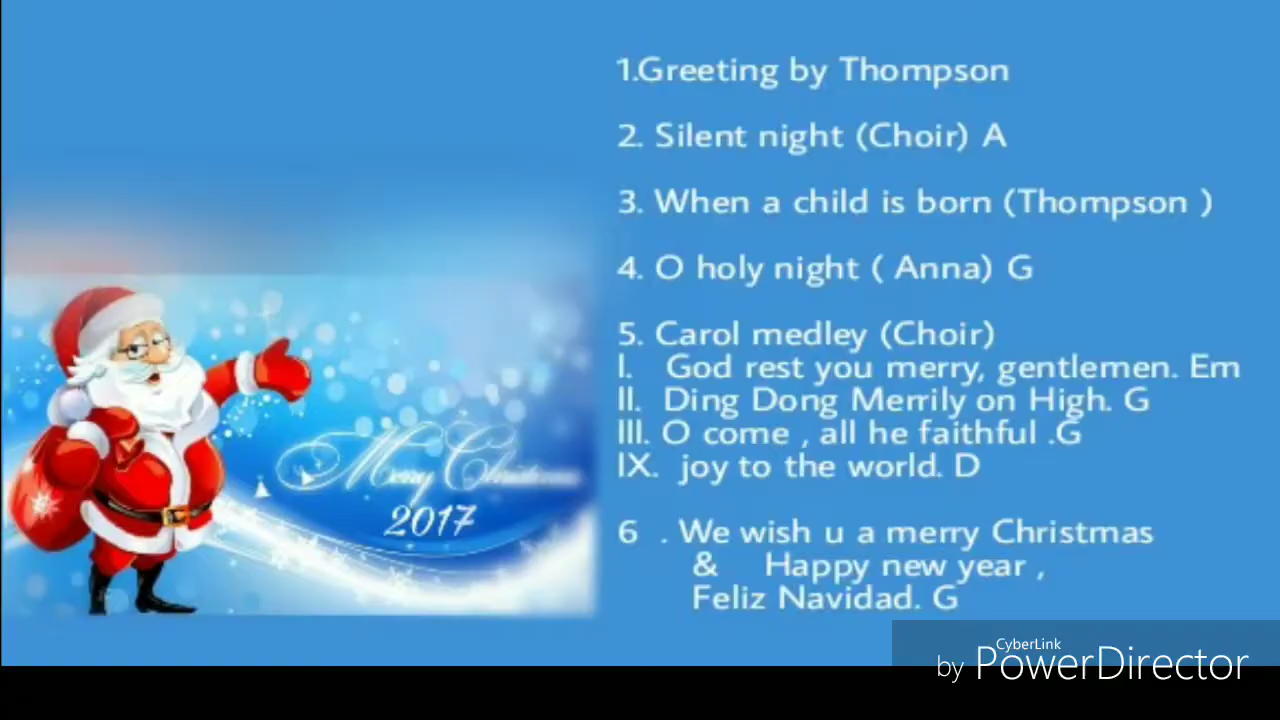 1.Greeting by Thompson
2. Silent night (Choir) A
3. When a child is born (Thompson )
4. O holy night ( Anna) G
5. Carol medley (Choir)
I. God rest you merry, gentlemen. Em
II. Ding Dong Merrily on High. G
III. O come , all he faithful .G
IX. joy to the world. D
6 . We wish u a merry Christmas
& Happy new year ,
Feliz Navidad. G
Merry Christmas
2017
CyberLink
by PowerDirector